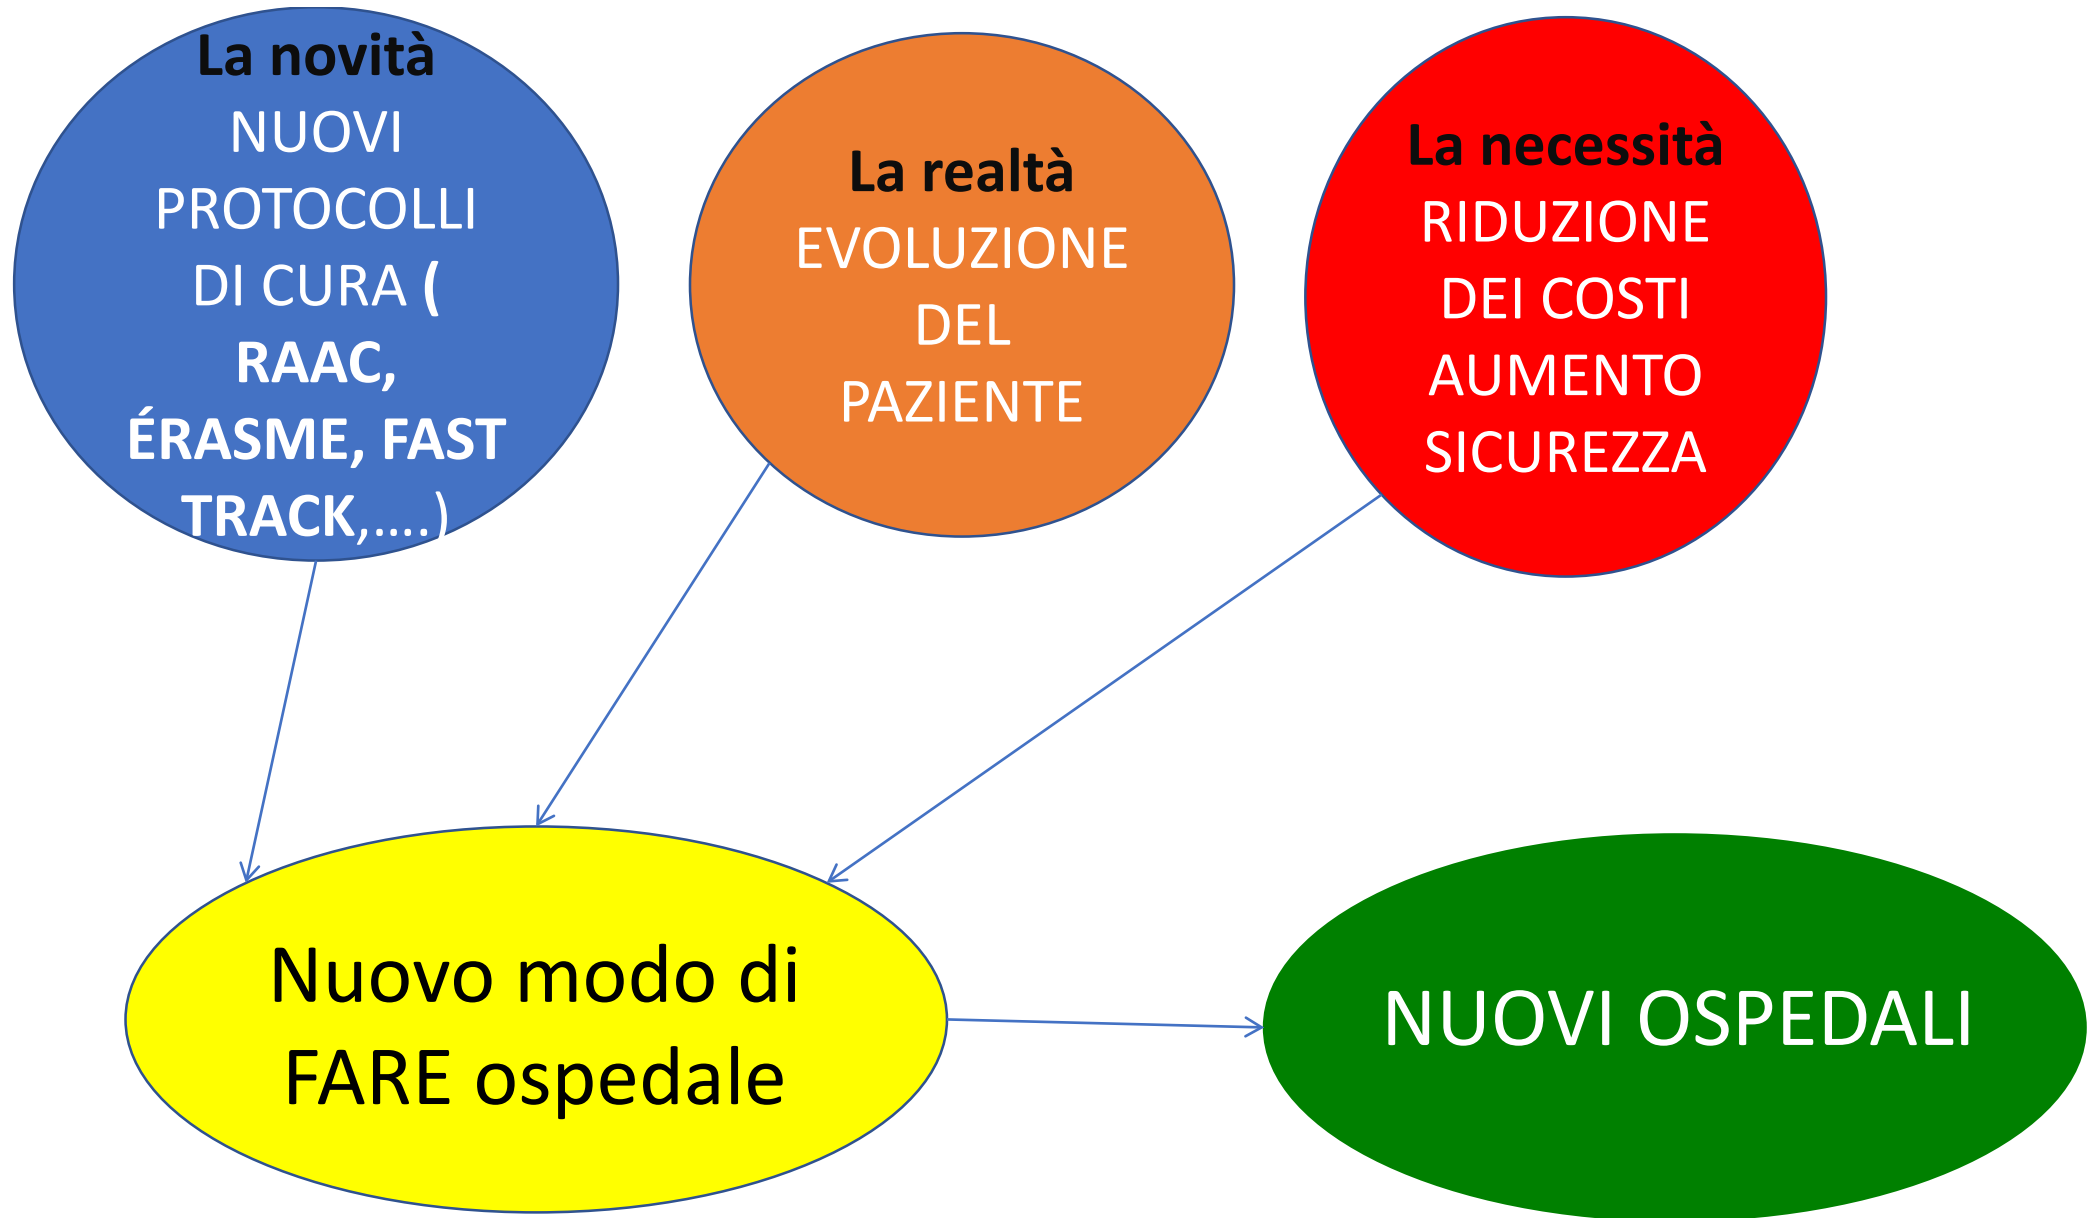 La novità
NUOVI
PROTOCOLLI
DI CURA (
RAAC,
ÉRASME, FAST
TRACK,....)
La realtà
EVOLUZIONE
DEL
PAZIENTE
La necessità
RIDUZIONE
DEI COSTI
AUMENTO
SICUREZZA
Nuovo modo di
FARE ospedale
NUOVI OSPEDALI